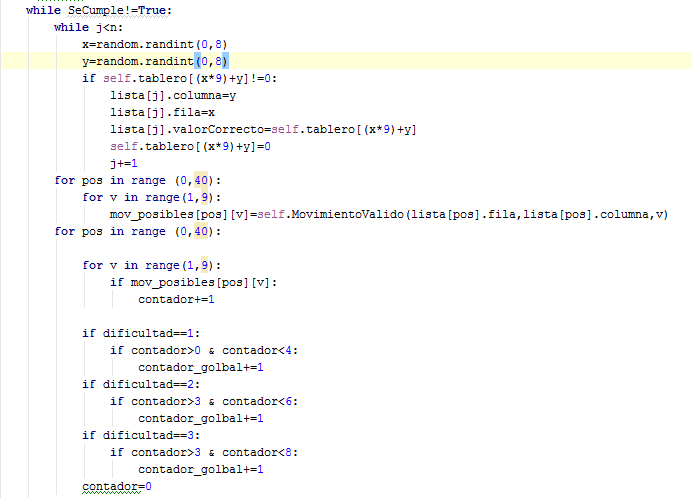 while SeCumple!=True:
while j<n:
x=random.randint(0,8)
y=random.randint(0,8)
if self.tablero[(x*9)+y]!=0:
lista[j].columna=y
lista[j].fila=x
lista[j].valorCorrecto=self.tablero[(x*9)+y]
self.tablero[(x*9)+y]=0
j+=1
for pos in range (0,40):
for v in range(1,9):
mov_posibles[pos][v]=self.MovimientoValido(lista[pos].fila,lista[pos].columna,v)
for pos in range (0,40):
for v in range(1,9):
if mov_posibles[pos][v]:
contador+=1
if dificultad==1:
if contador>0 & contador<4:
contador_golbal+=1
if dificultad==2:
if contador>3 & contador<6:
contador_golbal+=1
if dificultad==3:
if contador>3 & contador<8:
contador_golbal+=1
contador=0